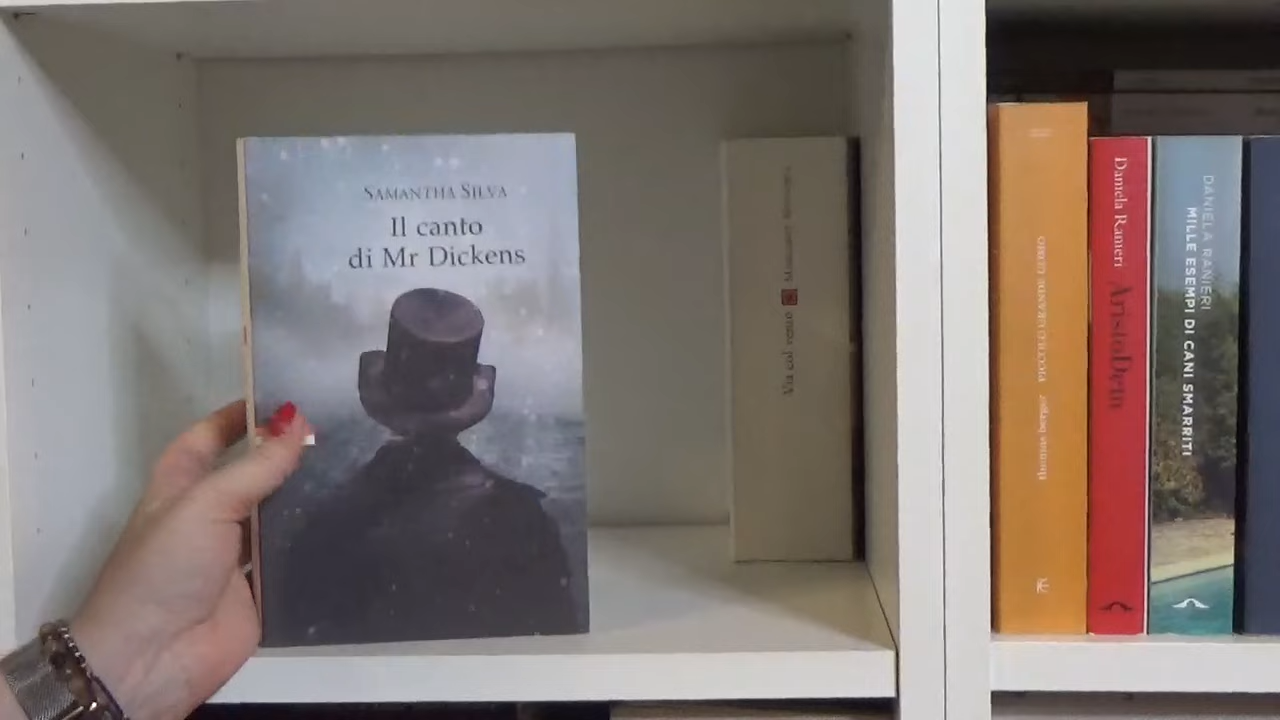 SAMANTHA SILVA
Il canto
di Mr Dickens
Via col vento
thomas berger PICCOLO GRANDE UOMO
Daniela Ranieri AristoDem
DANIELA RANIERI
MILLE ESEMPI DI CANI SMARRITI